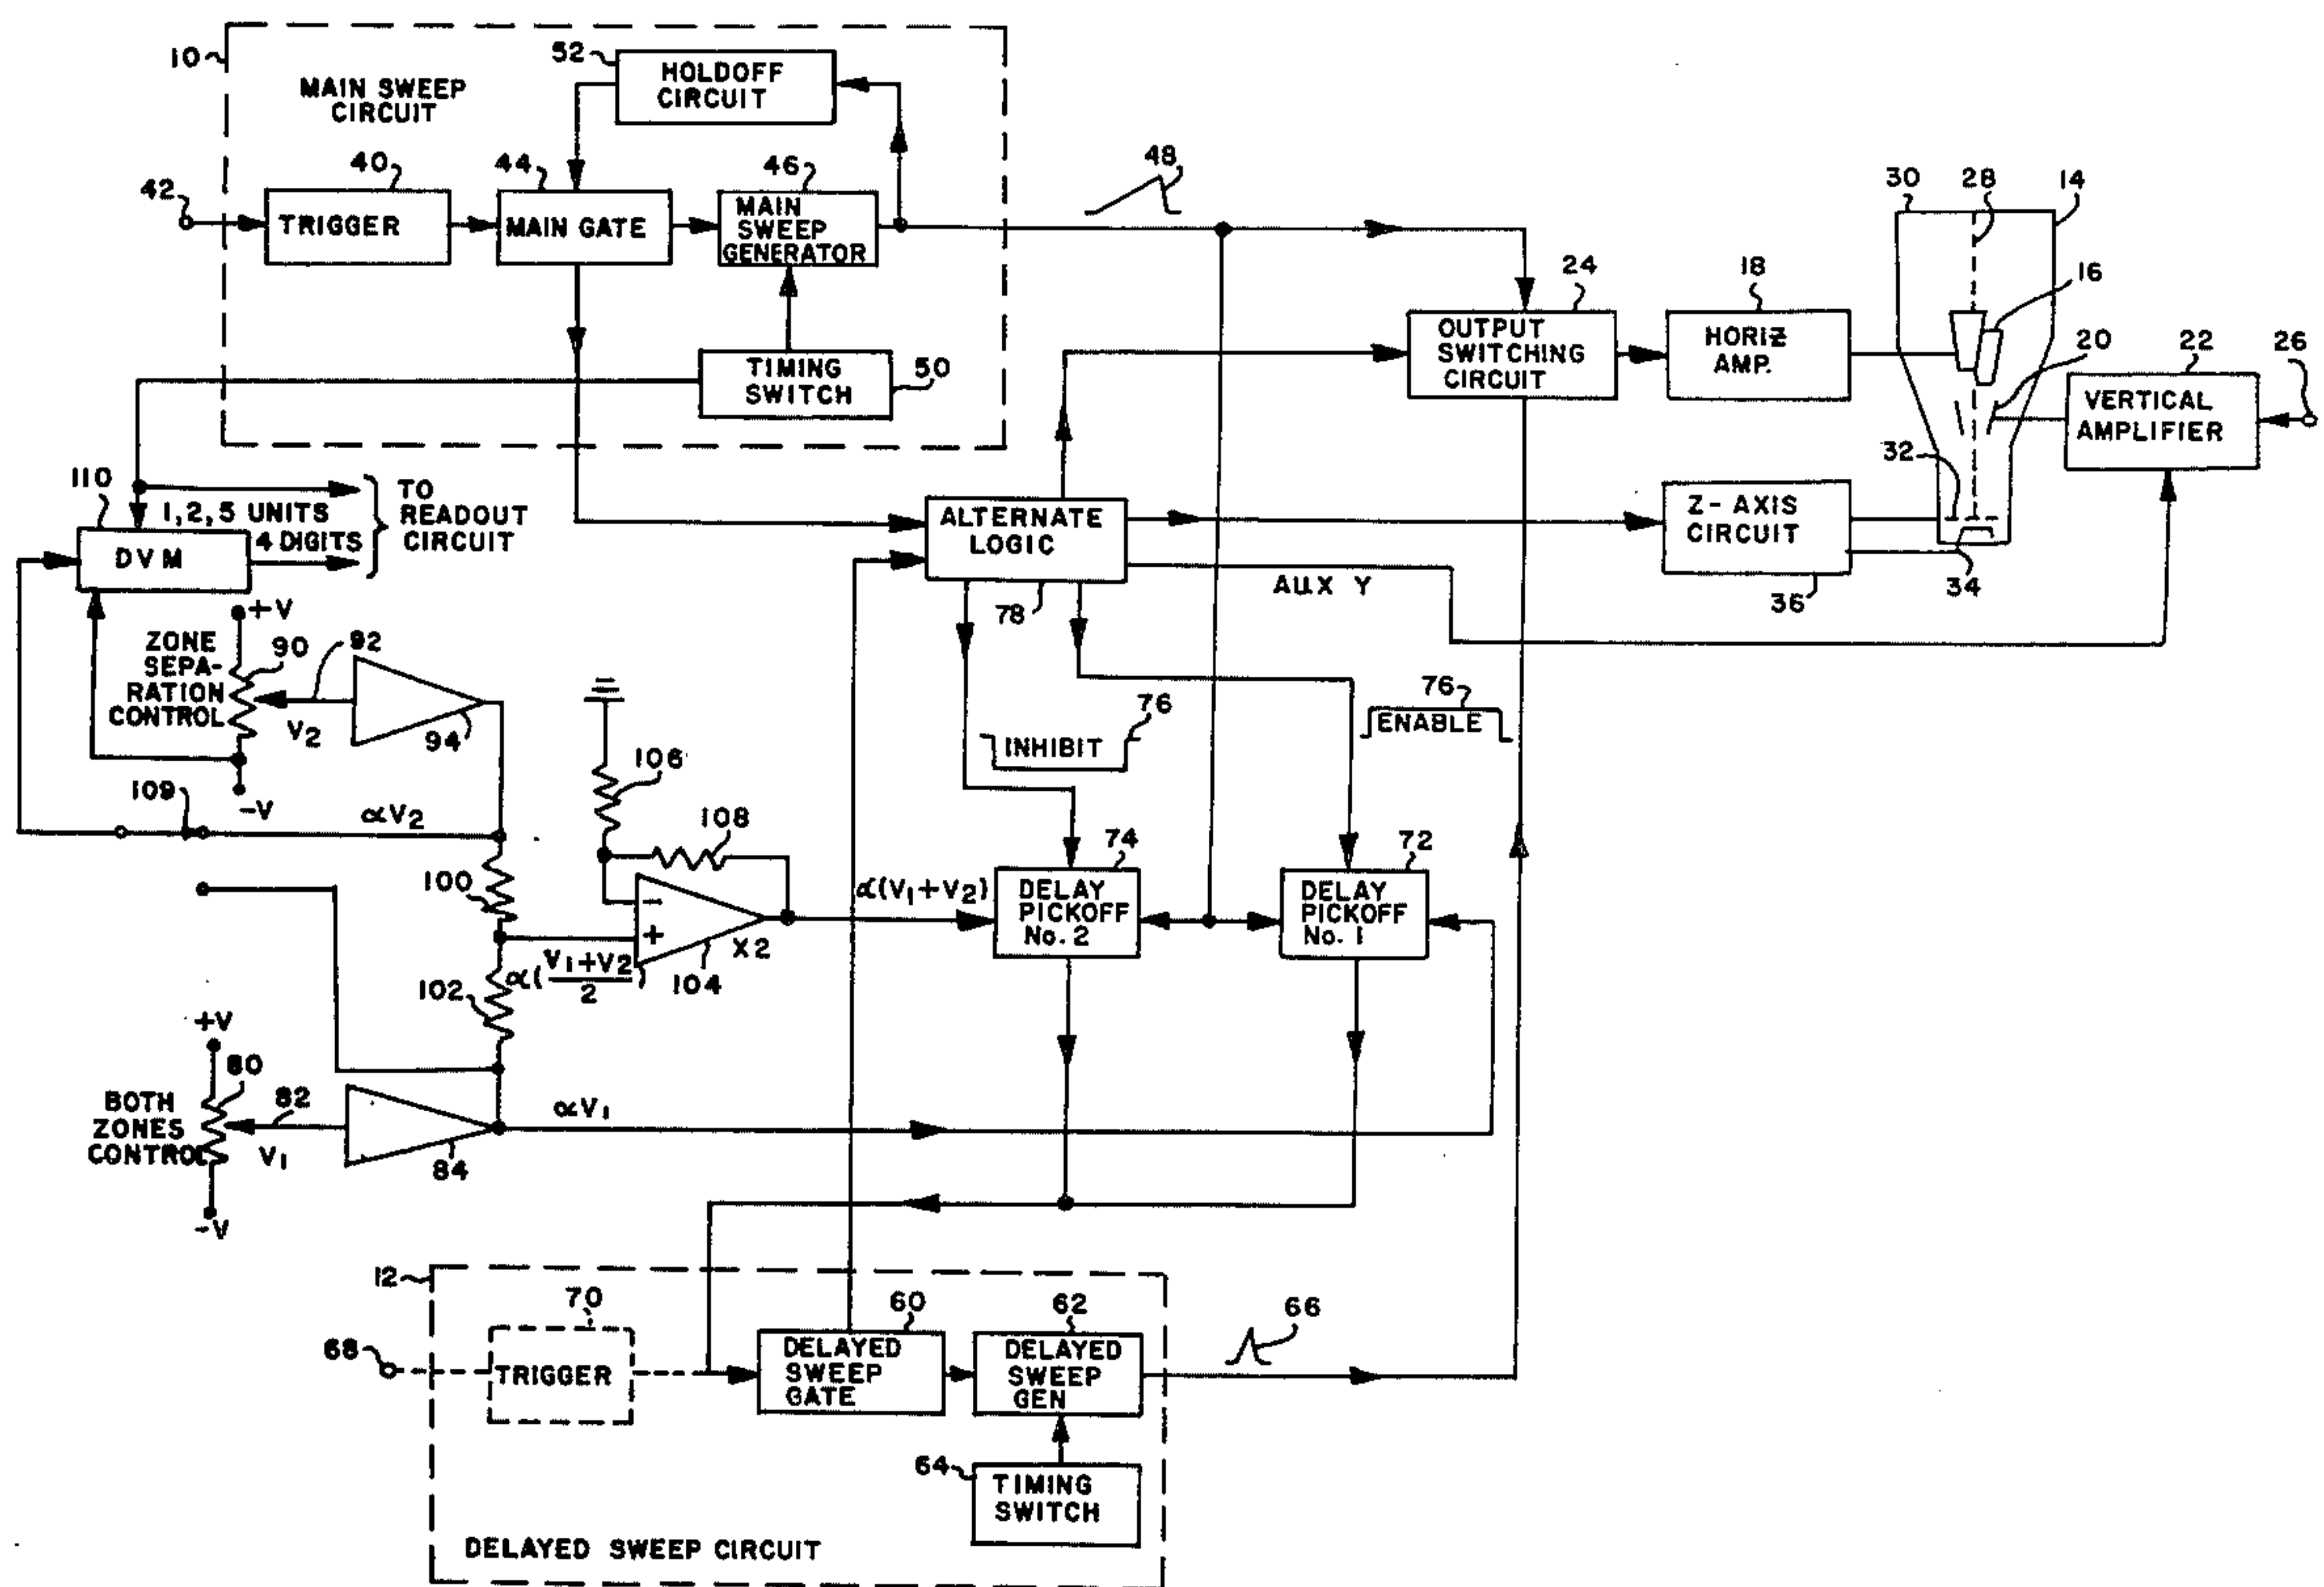 10
MAIN SWEEP
CIRCUIT
52
HOLDOFF
CIRCUIT
42
40
TRIGGER
44
MAIN GATE
46
MAIN
SWEEP
GENERATOR
TIMING
SWITCH
50
48
24
OUTPUT
SWITCHING
CIRCUIT
18
HORIZ
AMP.
30
28
14
16
20
22
VERTICAL
AMPLIFIER
26
32
34
Z-AXIS
CIRCUIT
36
110
DVM
1,2,5 UNITS
4 DIGITS
TO
READOUT
CIRCUIT
ALTERNATE
LOGIC
78
AUX Y
+V
ZONE
SEPA-
RATION
CONTROL
90
92
V2
94
-V
109
αV2
106
108
100
102
α(V1+V2/2)
-
+
X2
104
α(V1+V2)
INHIBIT
76
76
ENABLE
74
DELAY
PICKOFF
No. 2
72
DELAY
PICKOFF
No. 1
+V
80
BOTH
ZONES
CONTROL
82
V1
84
-V
αV1
12
68
70
TRIGGER
60
DELAYED
SWEEP
GATE
62
DELAYED
SWEEP
GEN
66
64
TIMING
SWITCH
DELAYED SWEEP CIRCUIT